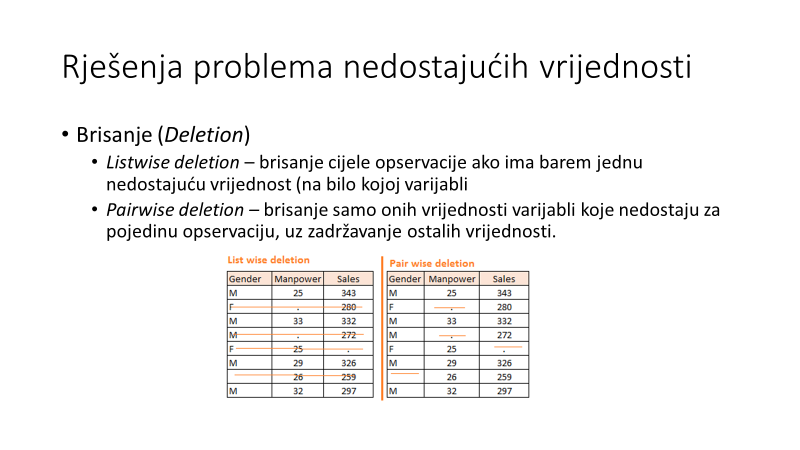 Rješenja problema nedostajućih vrijednosti
• Brisanje (Deletion)
• Listwise deletion – brisanje cijele opservacije ako ima barem jednu
nedostajuću vrijednost (na bilo kojoj varijabli
• Pairwise deletion – brisanje samo onih vrijednosti varijabli koje nedostaju za
pojedinu opservaciju, uz zadržavanje ostalih vrijednosti.
List wise deletion
Gender Manpower Sales
M 25 343
F . 280
M 33 332
M . 272
F 25 .
M 29 326
26 259
M 32 297
Pair wise deletion
Gender Manpower Sales
M 25 343
F . 280
M 33 332
M . 272
F 25 .
M 29 326
26 259
M 32 297